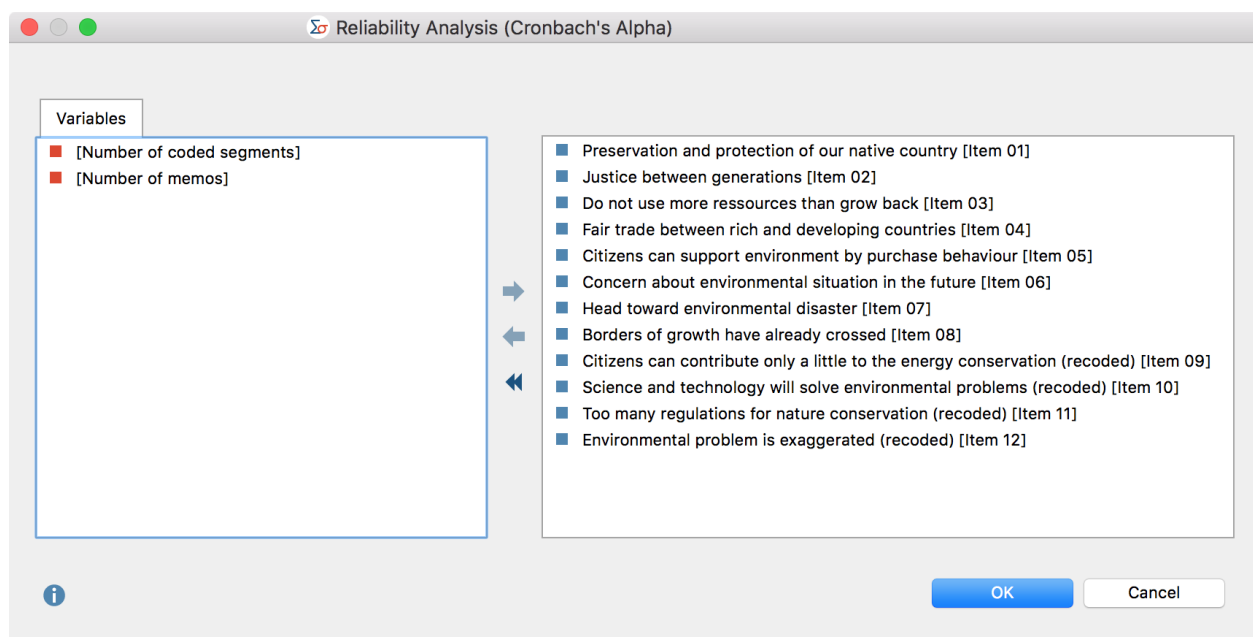 Σσ Reliability Analysis (Cronbach's Alpha)
Variables
[Number of coded segments]
[Number of memos]
Preservation and protection of our native country [Item 01]
Justice between generations [Item 02]
Do not use more ressources than grow back [Item 03]
Fair trade between rich and developing countries [Item 04]
Citizens can support environment by purchase behaviour [Item 05]
Concern about environmental situation in the future [Item 06]
Head toward environmental disaster [Item 07]
Borders of growth have already crossed [Item 08]
Citizens can contribute only a little to the energy conservation (recoded) [Item 09]
Science and technology will solve environmental problems (recoded) [Item 10]
Too many regulations for nature conservation (recoded) [Item 11]
Environmental problem is exaggerated (recoded) [Item 12]
OK
Cancel